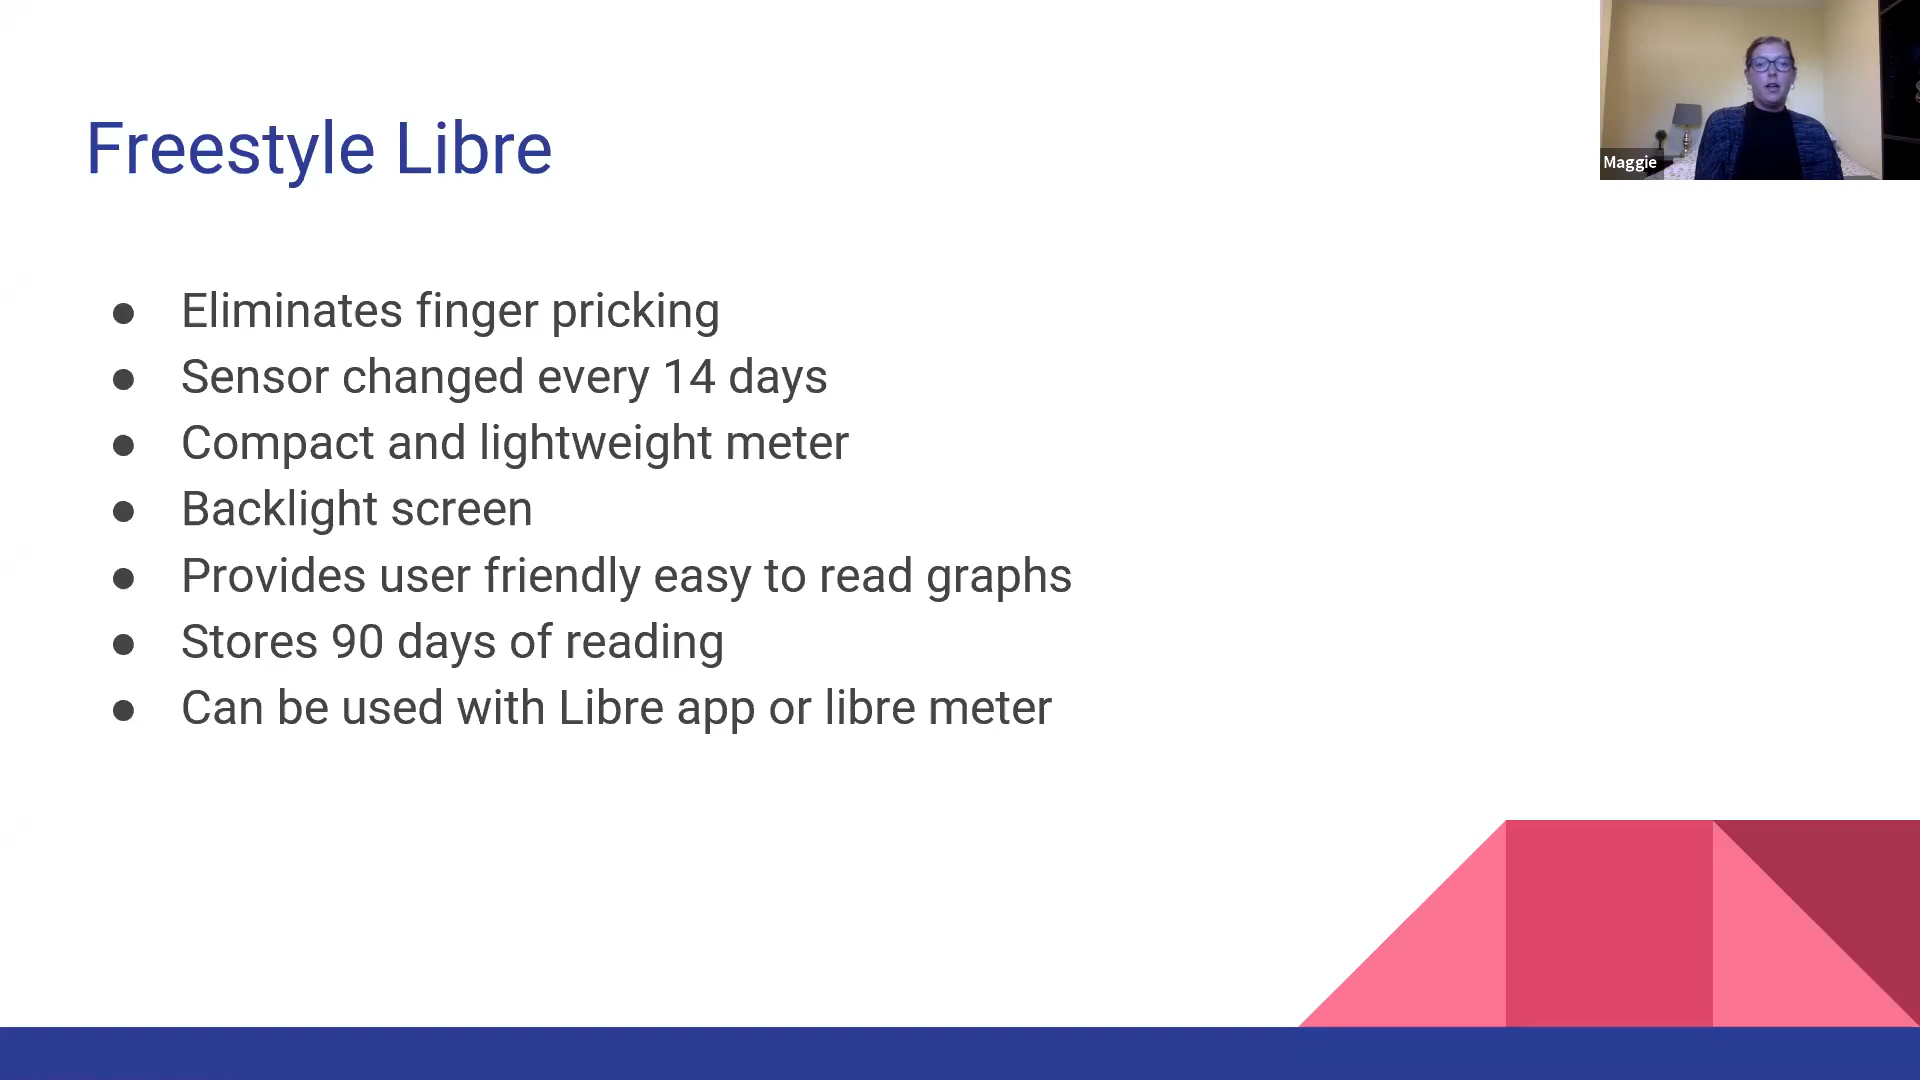 Freestyle Libre
● Eliminates finger pricking
● Sensor changed every 14 days
● Compact and lightweight meter
● Backlight screen
● Provides user friendly easy to read graphs
● Stores 90 days of reading
● Can be used with Libre app or libre meter
Maggie